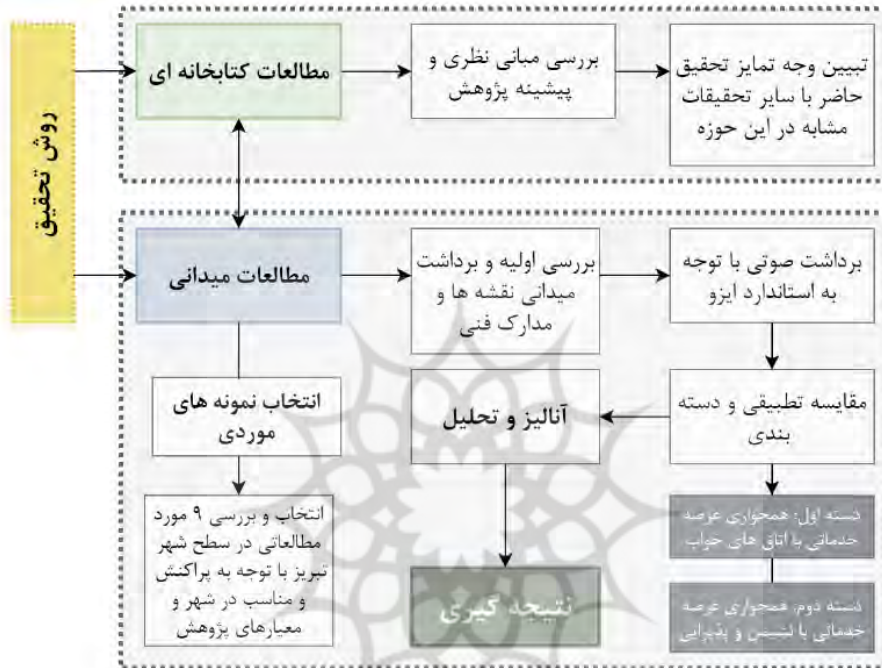 روش تحقیق
مطالعات کتابخانه ای
بررسی مبانی نظری و
پیشینه پژوهش
تبیین وجه تمایز تحقیق
حاضر با سایر تحقیقات
مشابه در این حوزه
مطالعات میدانی
بررسی اولیه و برداشت
میدانی نقشه ها و
مدارک فنی
برداشت صوتی با توجه
به استاندارد ایزو
انتخاب نمونه های
موردی
آنالیز و تحلیل
مقایسه تطبیقی و دسته
بندی
انتخاب و بررسی ۹ مورد
مطالعاتی در سطح شهر
تبریز با توجه به پراکنش
و مناسب در شهر و
معیارهای پژوهش
نتیجه گیری
دسته اول: همجواری عرصه
خدماتی با اتاق های خواب
دسته دوم: همجواری عرصه
خدماتی با نشیمن و پذیرایی